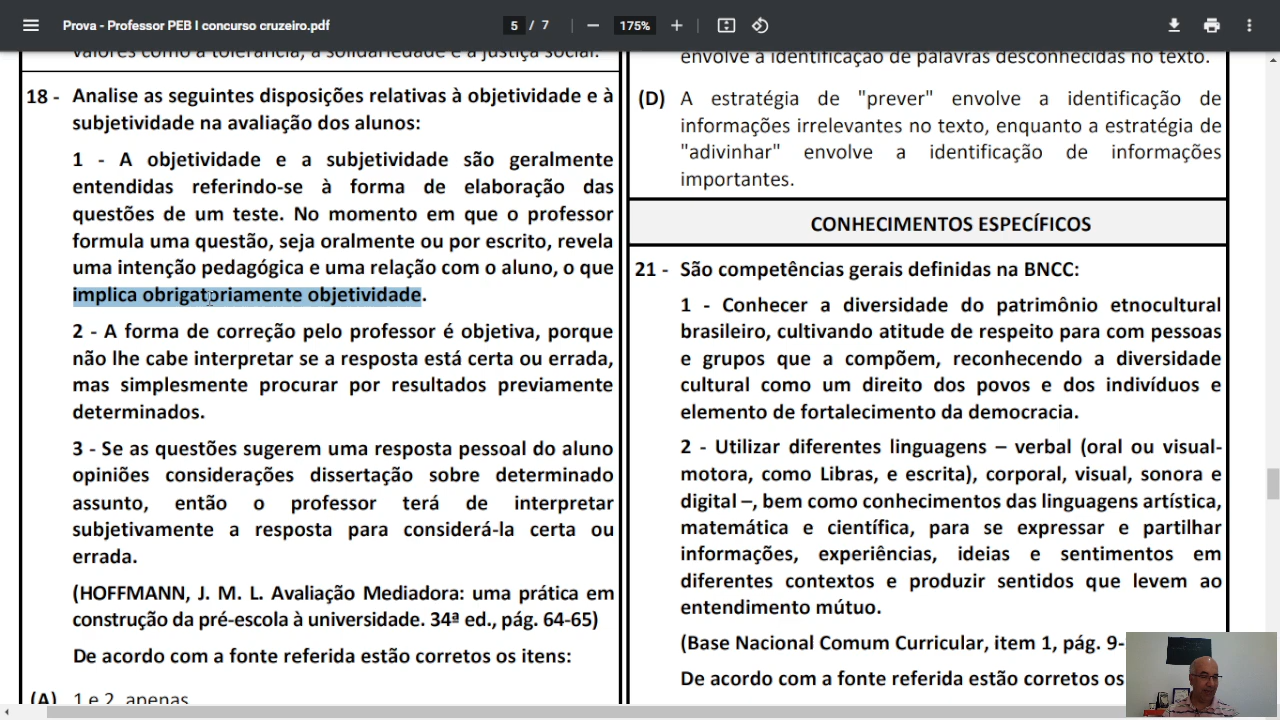 Prova - Professor PEB I concurso cruzeiro.pdf
5 / 7
175%
valores como a tolerância, a solidariedade e a justiça social.
18 - Analise as seguintes disposições relativas à objetividade e à
subjetividade na avaliação dos alunos:
1 - A objetividade e a subjetividade são geralmente
entendidas referindo-se à forma de elaboração das
questões de um teste. No momento em que o professor
formula uma questão, seja oralmente ou por escrito, revela
uma intenção pedagógica e uma relação com o aluno, o que
implica obrigatoriamente objetividade.
2 - A forma de correção pelo professor é objetiva, porque
não lhe cabe interpretar se a resposta está certa ou errada,
mas simplesmente procurar por resultados previamente
determinados.
3 - Se as questões sugerem uma resposta pessoal do aluno
opiniões considerações dissertação sobre determinado
assunto, então o professor terá de interpretar
subjetivamente a resposta para considerá-la certa ou
errada.
(HOFFMANN, J. M. L. Avaliação Mediadora: uma prática em
construção da pré-escola à universidade. 34ª ed., pág. 64-65)
De acordo com a fonte referida estão corretos os itens:
(A) 1 e 2, apenas
envolve a identificação de palavras desconhecidas no texto.
(D) A estratégia de "prever" envolve a identificação de
informações irrelevantes no texto, enquanto a estratégia de
"adivinhar" envolve a identificação de informações
importantes.
CONHECIMENTOS ESPECÍFICOS
21 - São competências gerais definidas na BNCC:
1 - Conhecer a diversidade do patrimônio etnocultural
brasileiro, cultivando atitude de respeito para com pessoas
e grupos que a compõem, reconhecendo a diversidade
cultural como um direito dos povos e dos indivíduos e
elemento de fortalecimento da democracia.
2 - Utilizar diferentes linguagens – verbal (oral ou visual-
motora, como Libras, e escrita), corporal, visual, sonora e
digital –, bem como conhecimentos das linguagens artística,
matemática e científica, para se expressar e partilhar
informações, experiências, ideias e sentimentos em
diferentes contextos e produzir sentidos que levem ao
entendimento mútuo.
(Base Nacional Comum Curricular, item 1, pág. 9-
De acordo com a fonte referida estão corretos os